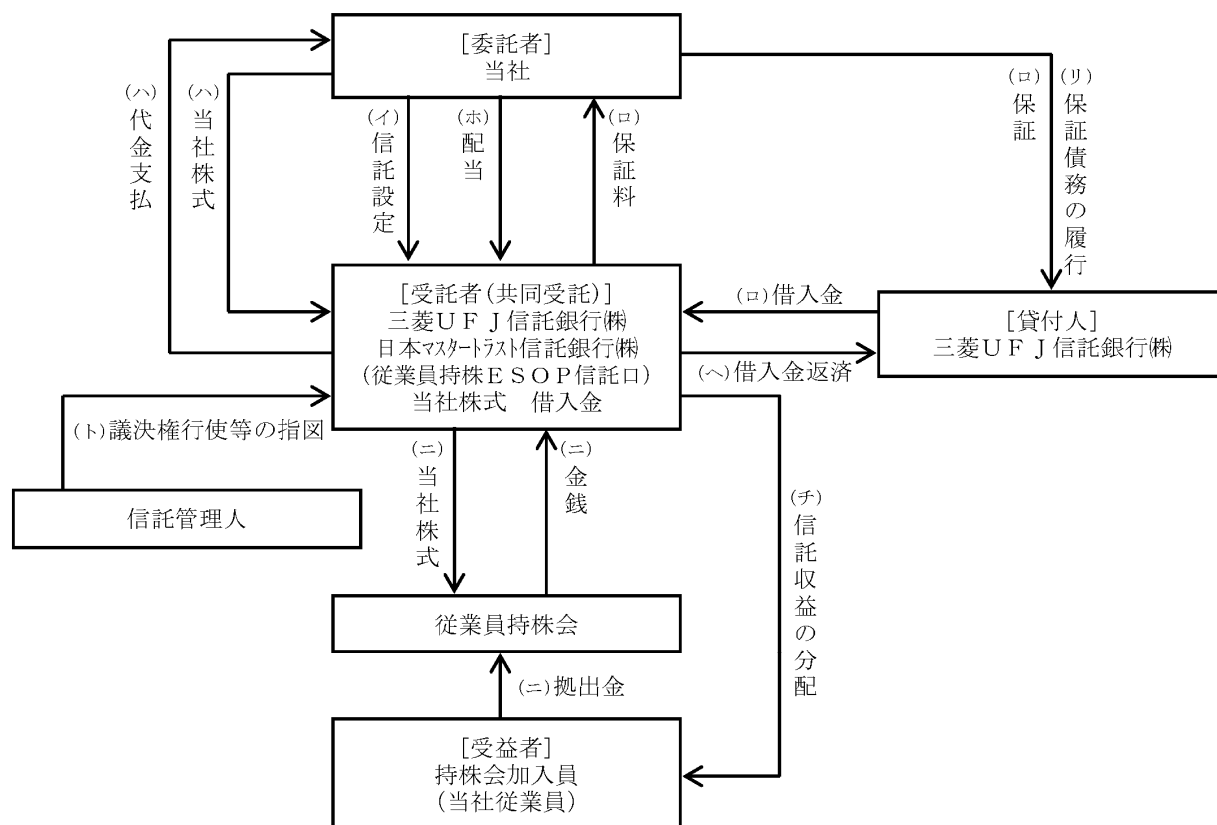 [委託者]
当社
(ハ)代金支払
(ハ)当社株式
(イ)信託設定
(ホ)配当
(ロ)保証料
(ロ)保証
(リ)保証債務の履行
[受託者(共同受託)]
三菱UFJ信託銀行㈱
日本マスタートラスト信託銀行㈱
(従業員持株ESOP信託口)
当社株式　借入金
(ロ)借入金
(ヘ)借入金返済
[貸付人]
三菱UFJ信託銀行㈱
(ト)議決権行使等の指図
信託管理人
(ニ)当社株式
(ニ)金銭
(チ)信託収益の分配
従業員持株会
(ニ)拠出金
[受益者]
持株会加入員
(当社従業員)